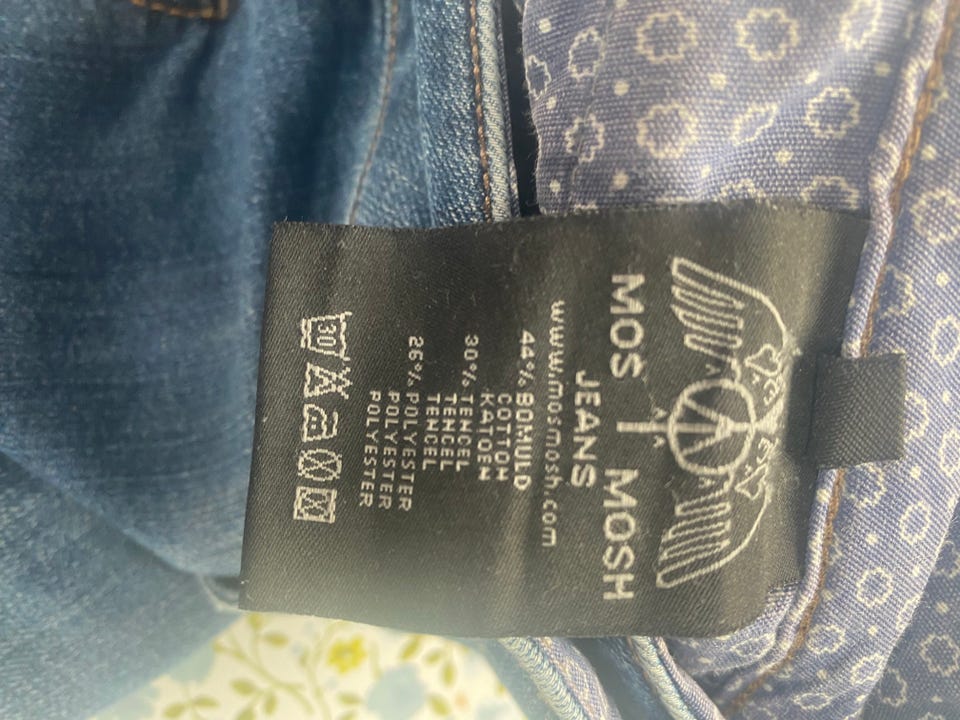 MOS MOSH
JEANS
www.mosmosh.com
44% BOMULD
COTTON
KATOEN
30% TENCEL
TENCEL
TENCEL
26% POLYESTER
POLYESTER
POLYESTER
30